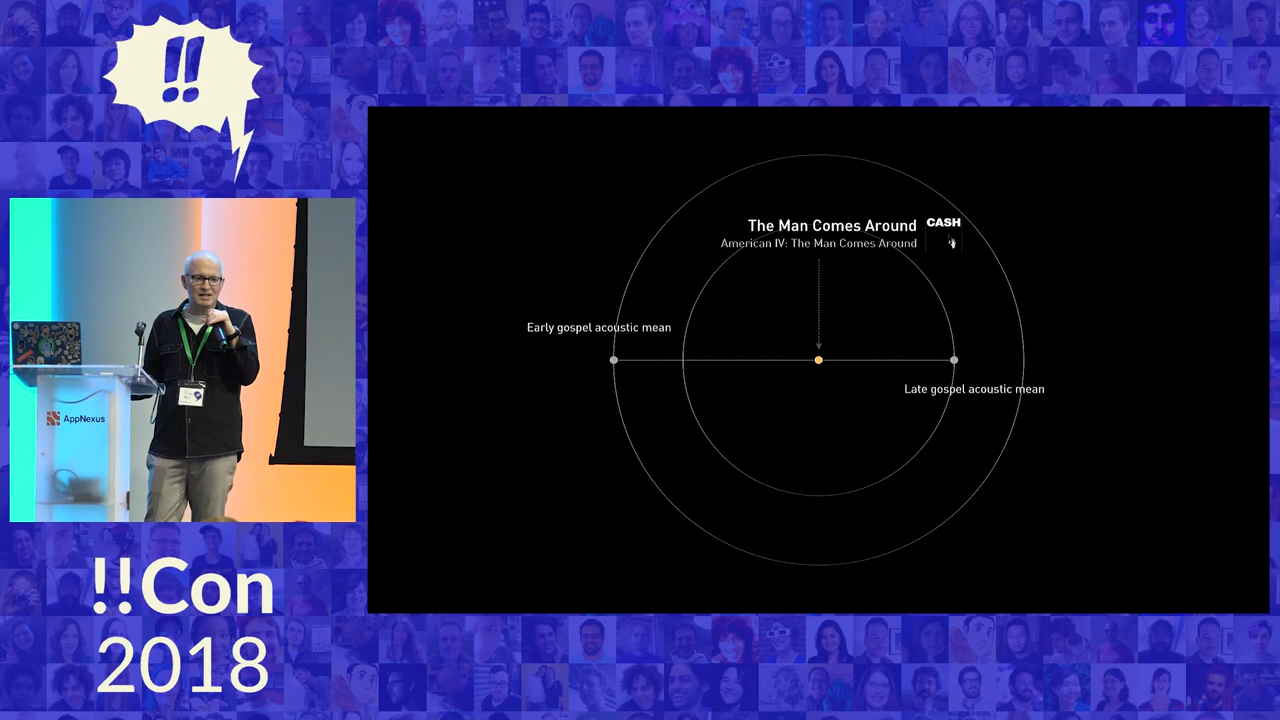 !!
The Man Comes Around
American IV: The Man Comes Around
CASH
Early gospel acoustic mean
Late gospel acoustic mean
AppNexus
!!Con
2018